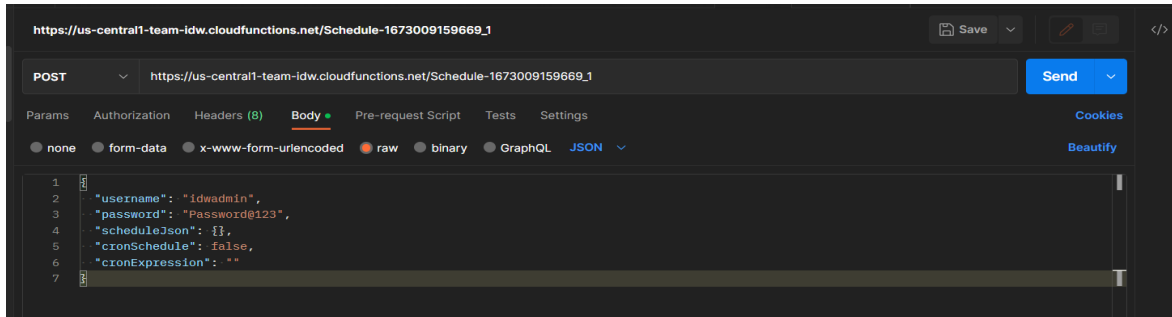 https://us-central1-team-idw.cloudfunctions.net/Schedule-1673009159669_1 Save </>
POST https://us-central1-team-idw.cloudfunctions.net/Schedule-1673009159669_1 Send
Params Authorization Headers (8) Body Pre-request Script Tests Settings Cookies
none form-data x-www-form-urlencoded raw binary GraphQL JSON Beautify
1 {
2 "username": "idwadmin",
3 "password": "Password@123",
4 "scheduleJson": {},
5 "cronSchedule": false,
6 "cronExpression": ""
7 }